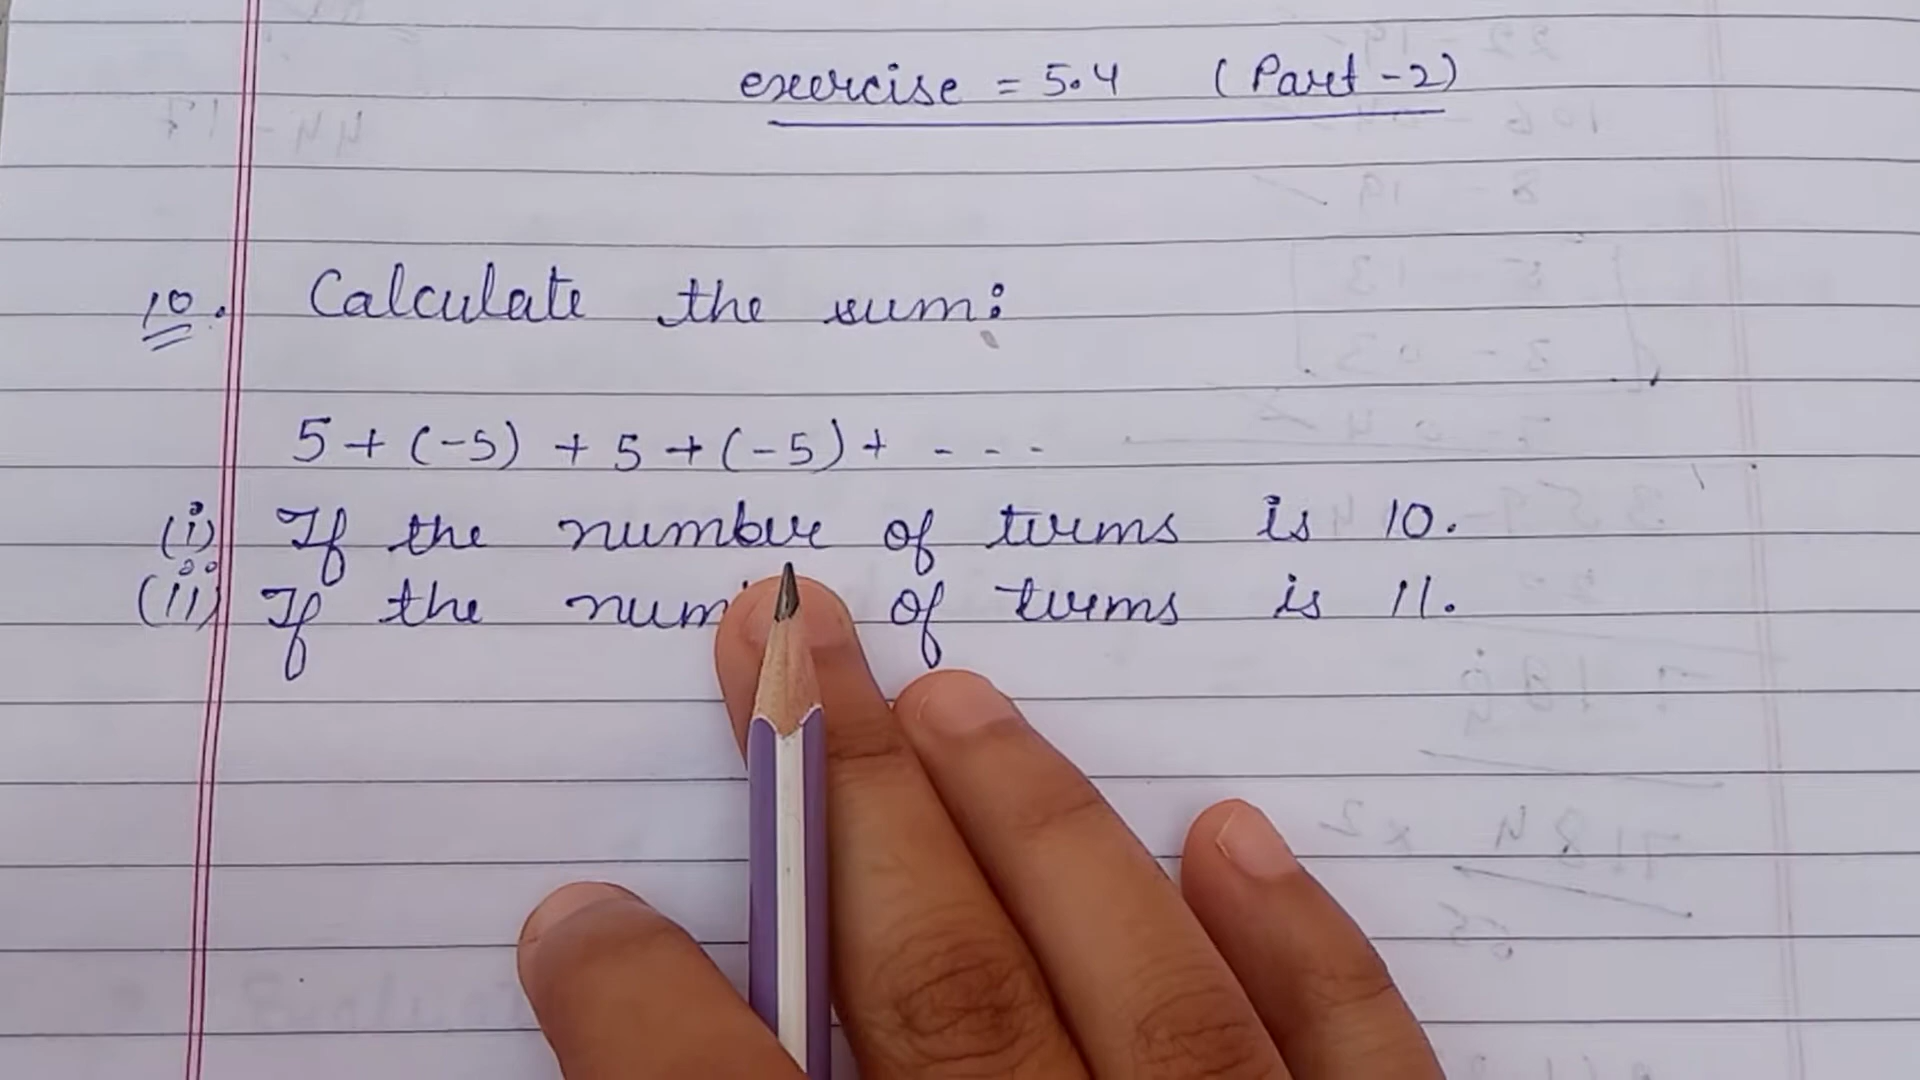 exercise = 5.4 (Part-2)
10. Calculate the sum:
5 + (-5) + 5 + (-5) + - - -
(i) If the number of terms is 10.
(ii) If the num of terms is 11.